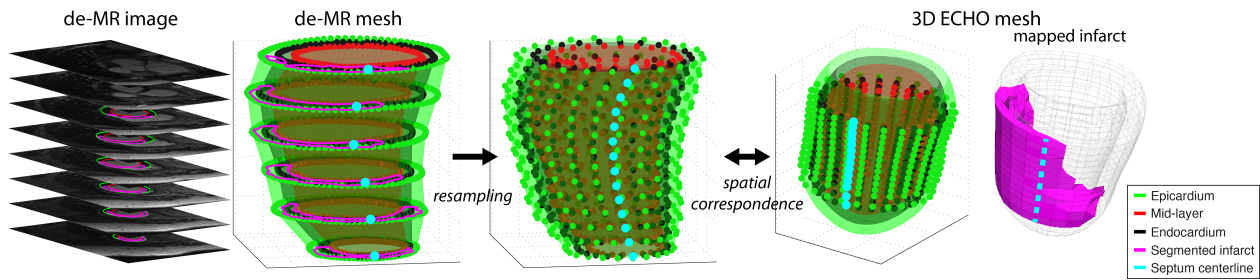 de-MR image
de-MR mesh
3D ECHO mesh
mapped infarct
resampling
spatial
correspondence
Epicardium
Mid-layer
Endocardium
Segmented infarct
Septum centerline